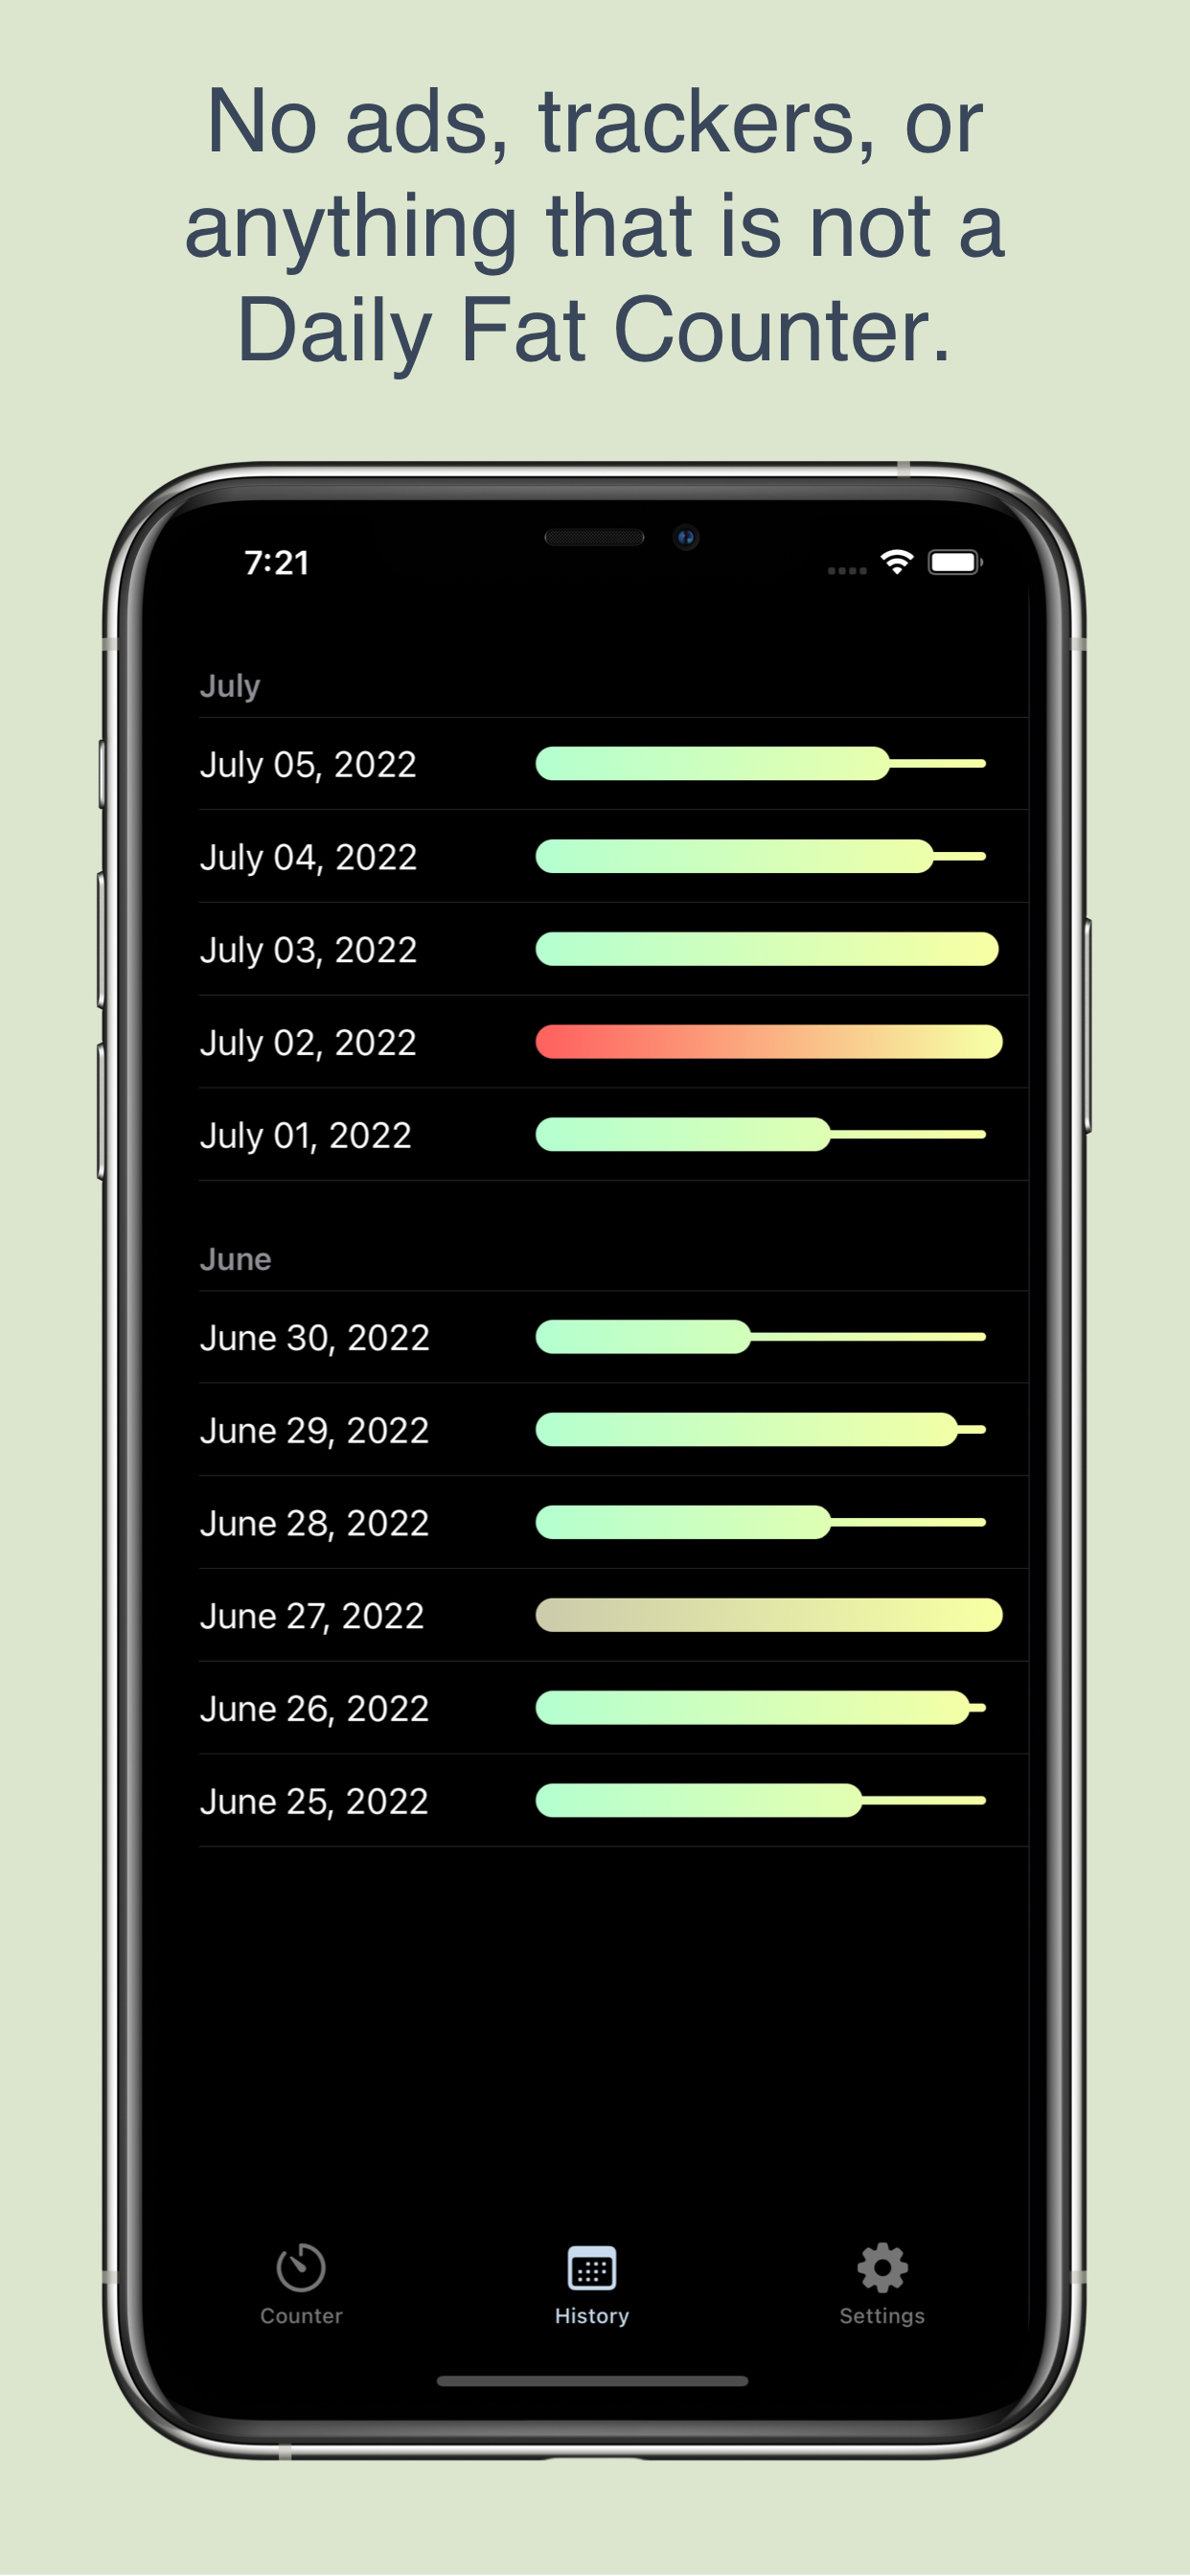 No ads, trackers, or
anything that is not a
Daily Fat Counter.
7:21
July
July 05, 2022
July 04, 2022
July 03, 2022
July 02, 2022
July 01, 2022
June
June 30, 2022
June 29, 2022
June 28, 2022
June 27, 2022
June 26, 2022
June 25, 2022
Counter
History
Settings